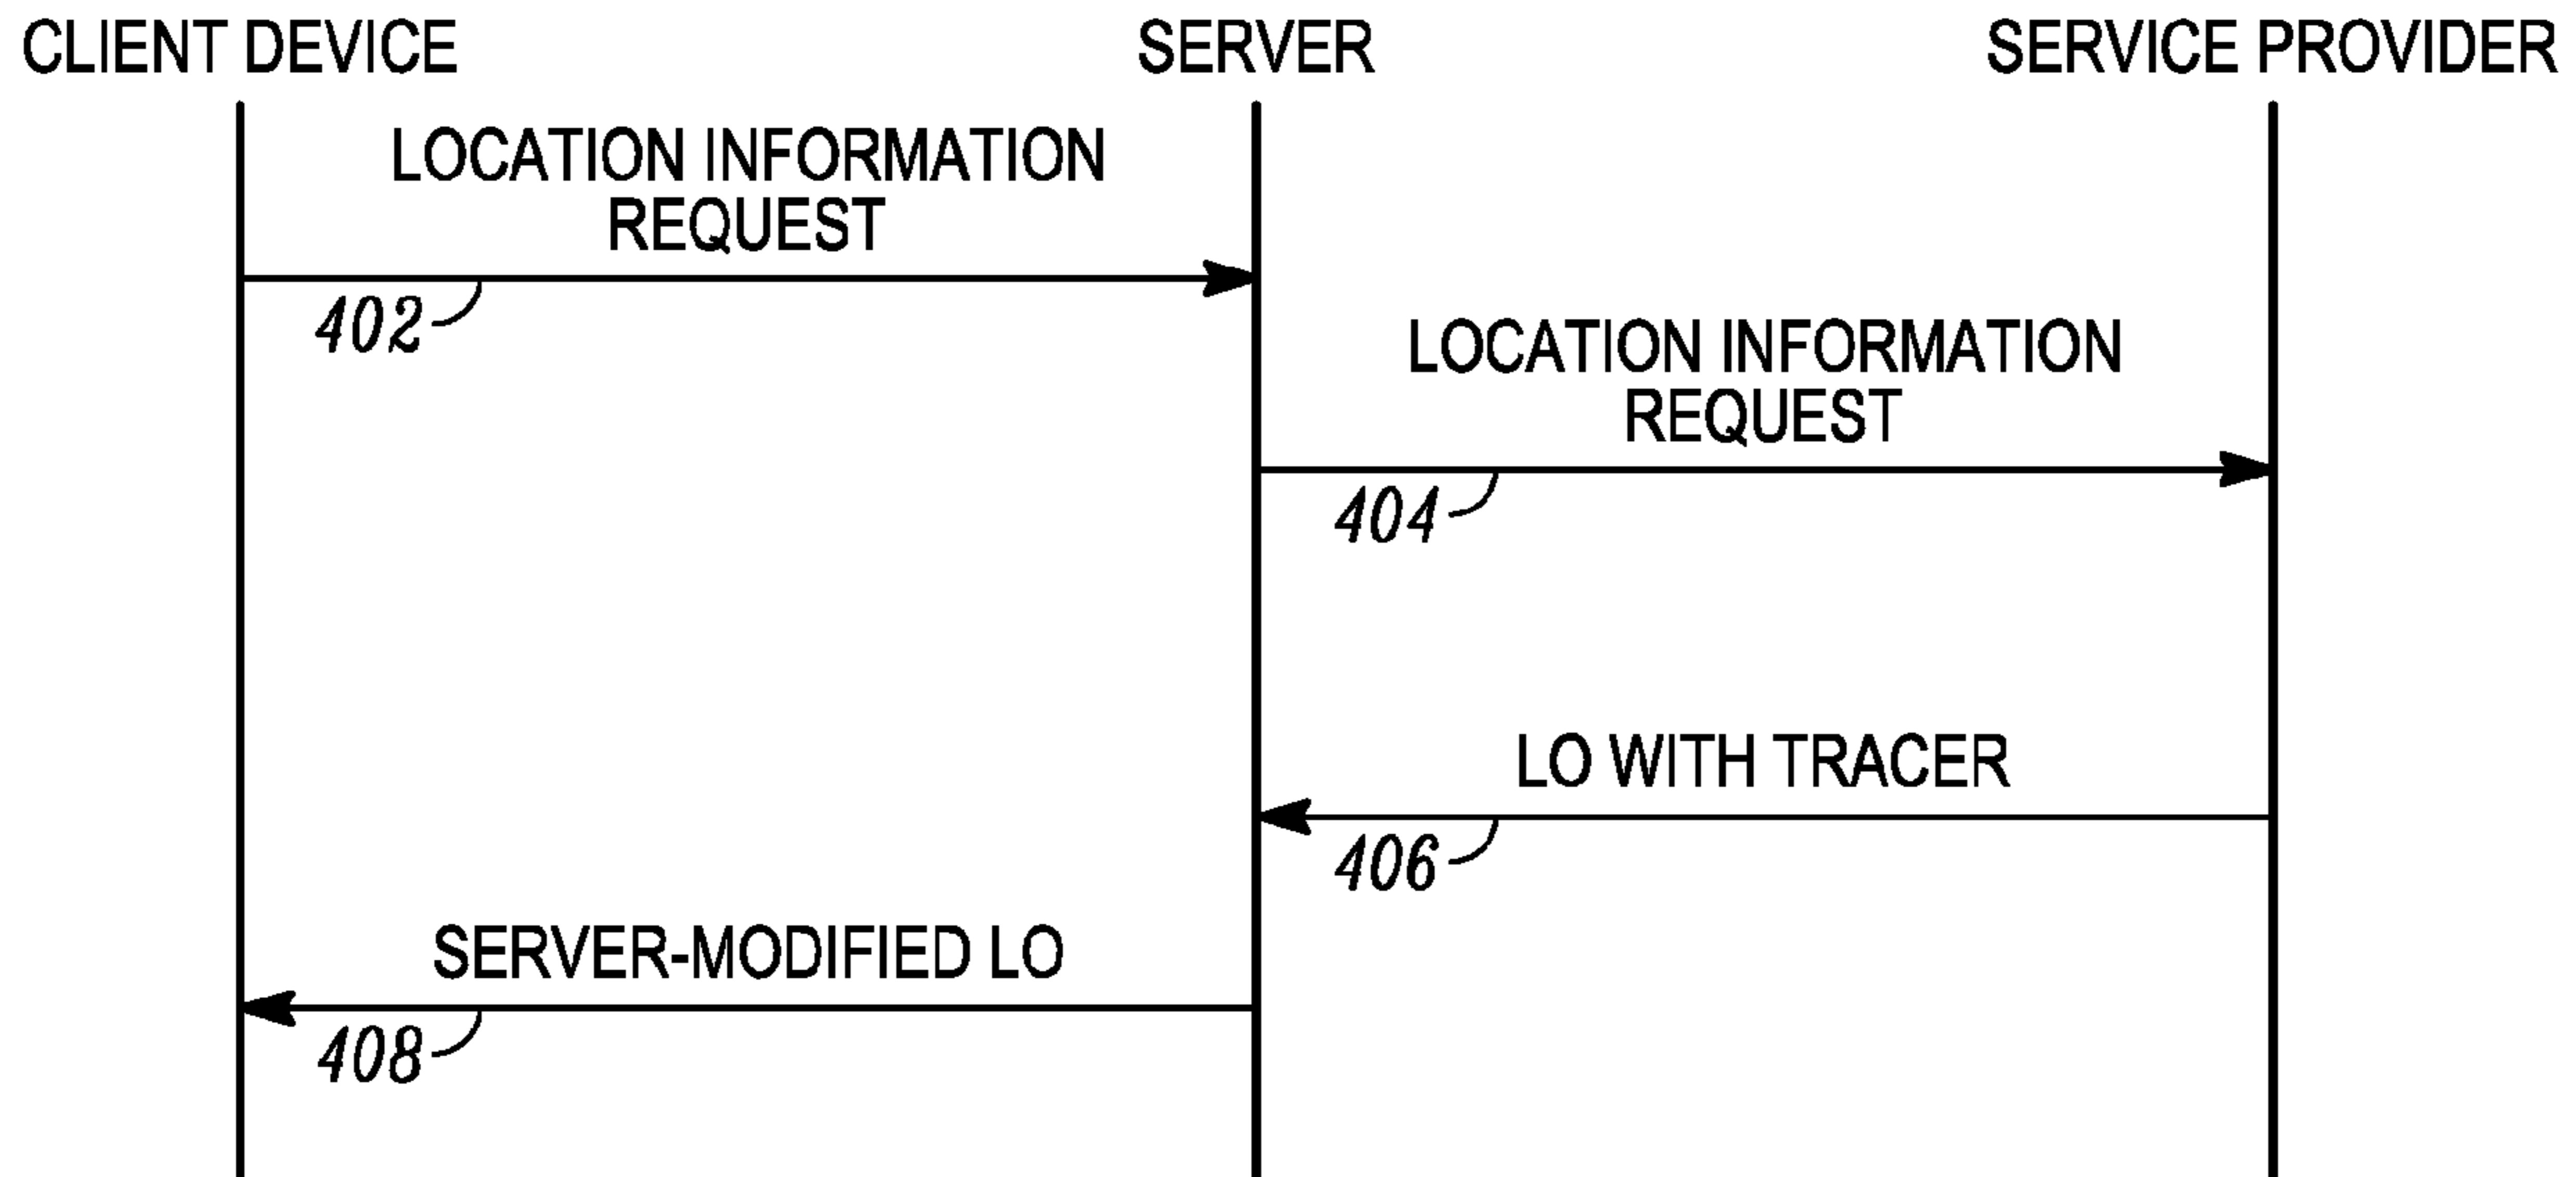 CLIENT DEVICE
SERVER
SERVICE PROVIDER
LOCATION INFORMATION
REQUEST
402
LOCATION INFORMATION
REQUEST
404
LO WITH TRACER
406
SERVER-MODIFIED LO
408